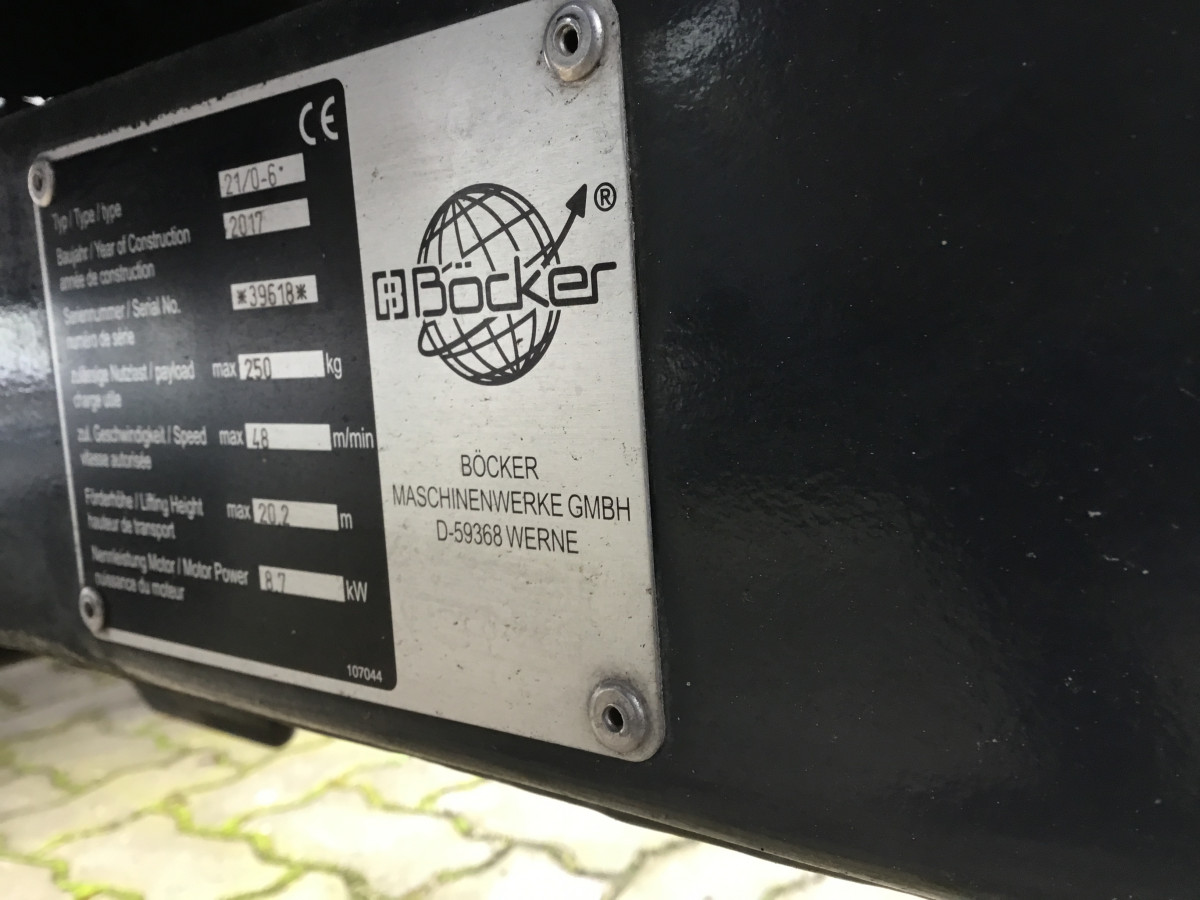 CE
Typ / Type / type 21/0-6
Baujahr / Year of Construction 2017
année de construction
Seriennummer / Serial No. *39618*
numéro de série
zulässige Nutzlast / payload max 250 kg
charge utile
zul. Geschwindigkeit / Speed max 48 m/min
vitesse autorisée
Förderhöhe / Lifting Height max 20,2 m
hauteur de transport
Nennleistung Motor / Motor Power 8.7 kW
puissance du moteur
107044
®
Böcker
BÖCKER
MASCHINENWERKE GMBH
D-59368 WERNE